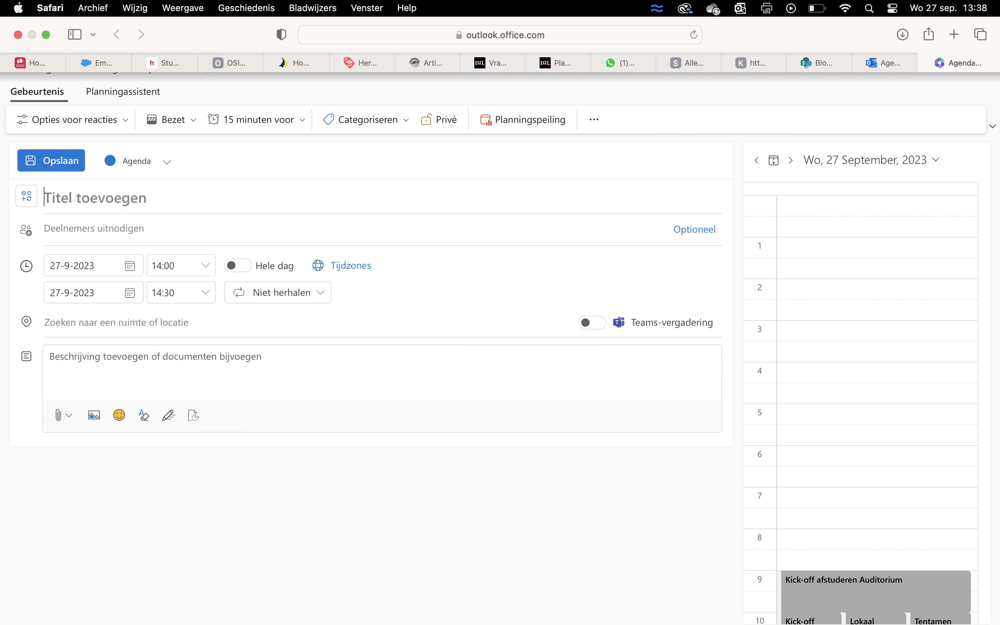 Safari Archief Wijzig Weergave Geschiedenis Bladwijzers Venster Help Wo 27 sep. 13:38
outlook.office.com
Ho... Em... h Stu... O OSI... Ho... Her... Arti... D2L Vra... D2L Pla... (1)... S Alle... K htt... Blo... Age... Agenda...
Gebeurtenis Planningassistent
Opties voor reacties Bezet 15 minuten voor Categoriseren Privé Planningspeiling ...
Opslaan Agenda
Wo, 27 September, 2023
Titel toevoegen
Deelnemers uitnodigen Optioneel
27-9-2023 14:00 Hele dag Tijdzones
27-9-2023 14:30 Niet herhalen
Zoeken naar een ruimte of locatie Teams-vergadering
Beschrijving toevoegen of documenten bijvoegen
1
2
3
4
5
6
7
8
9 Kick-off afstuderen Auditorium
10 Kick-off Lokaal Tentamen